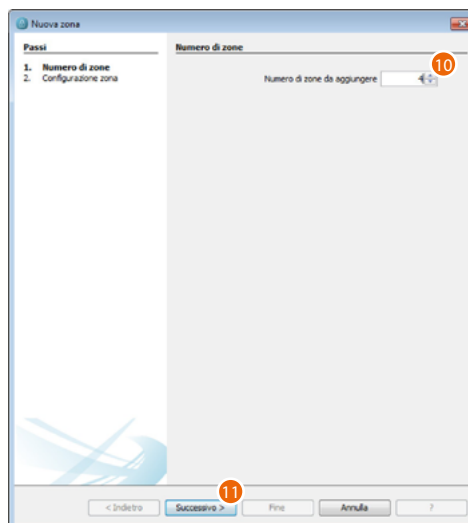 Nuova zona
Passi
1. Numero di zone
2. Configurazione zona
Numero di zone
Numero di zone da aggiungere 4
10
11
< Indietro Successivo > Fine Annulla ?